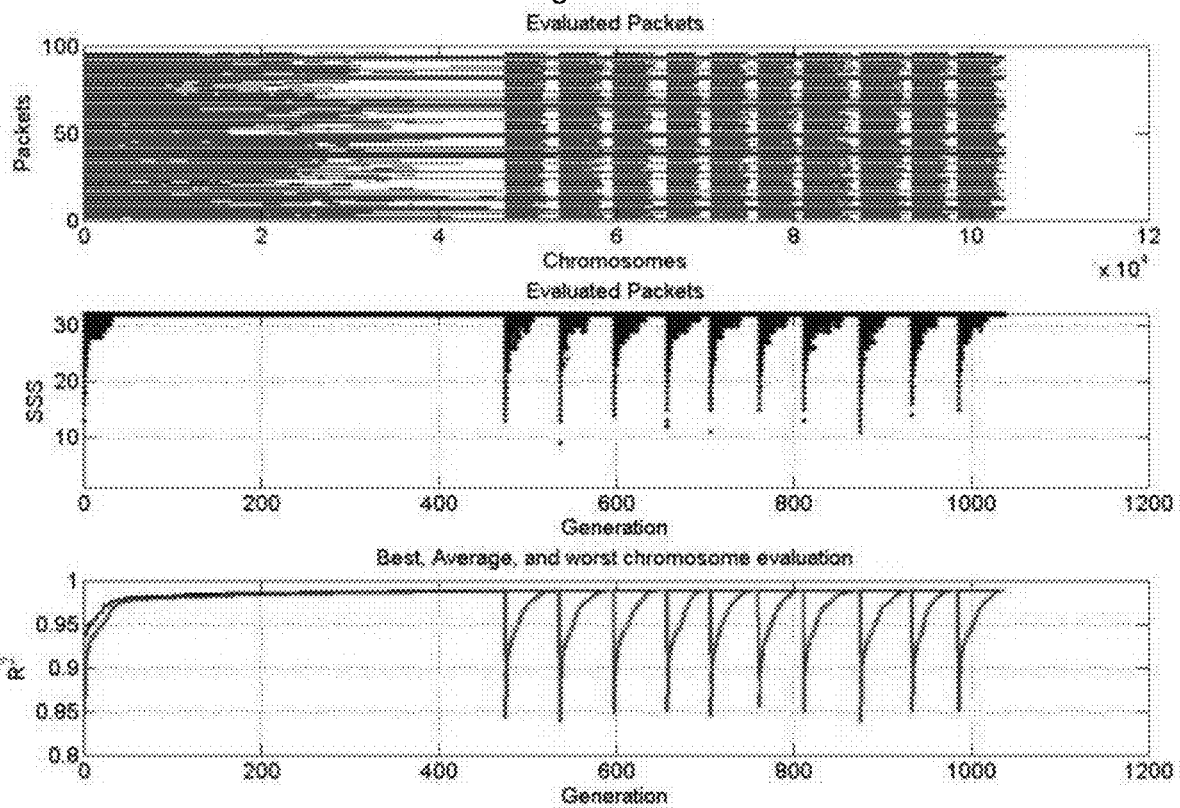 Evaluated Packets
100
50
0
Packets
0 2 4 6 8 10 12
Chromosomes
x 10⁴
Evaluated Packets
30
20
10
SSS
0 200 400 600 800 1000 1200
Generation
Best, Average, and worst chromosome evaluation
1
0.95
0.9
0.85
0.8
R²
0 200 400 600 800 1000 1200
Generation